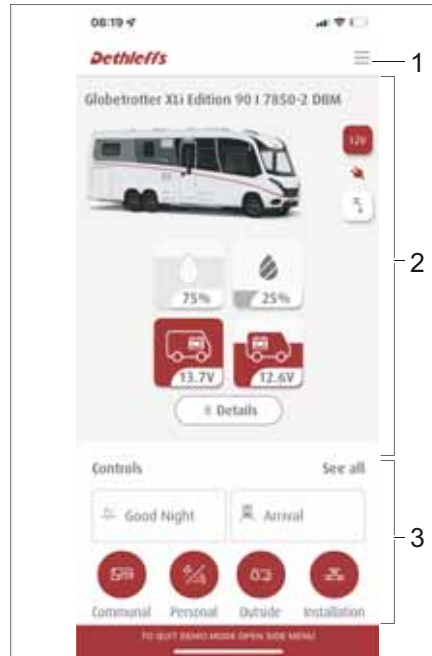 08:19
1
Dethleffs
2
Globetrotter XLi Edition 90 I 7850-2 DBM
12V
75%
25%
13.7V
12.6V
Details
3
Controls
See all
Good Night
Arrival
Communal
Personal
Outside
Installation
TO QUIT DEMO MODE OPEN SIDE MENU